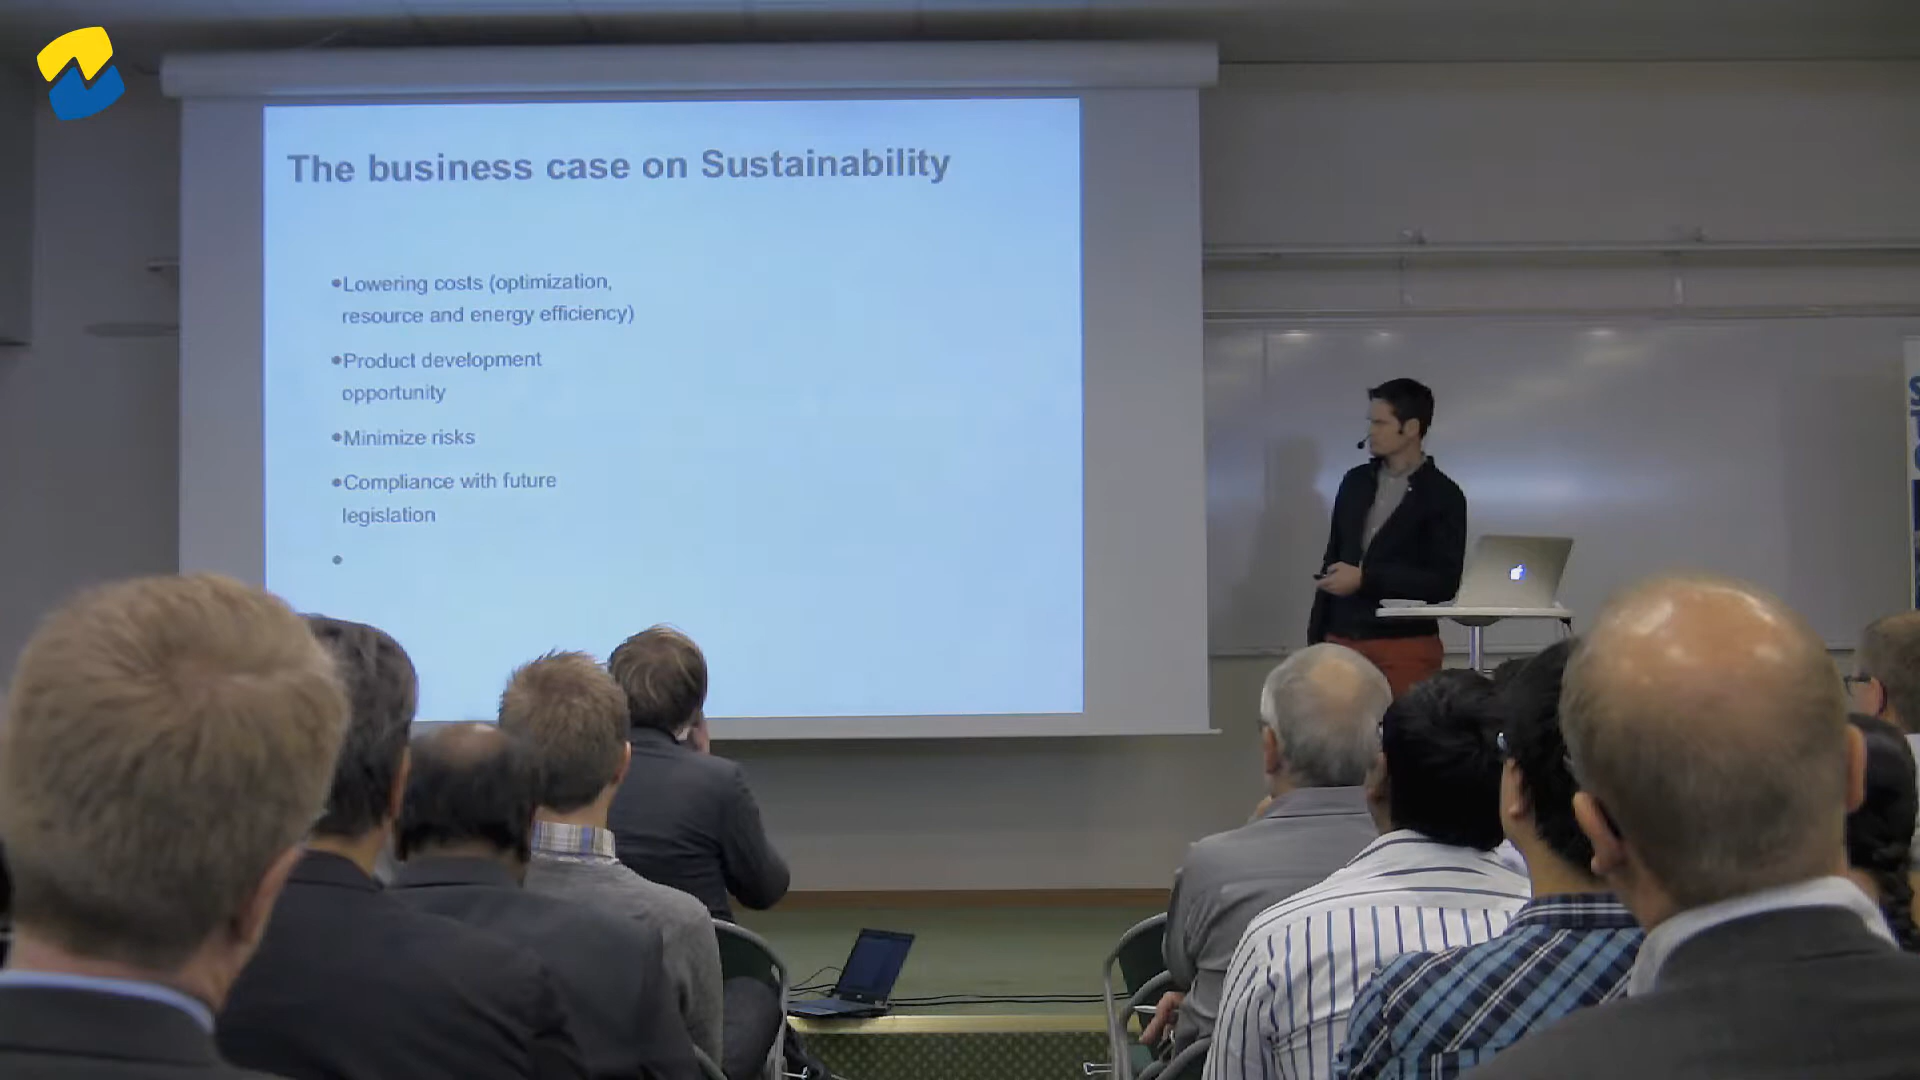 The business case on Sustainability
•Lowering costs (optimization,
resource and energy efficiency)
•Product development
opportunity
•Minimize risks
•Compliance with future
legislation
•